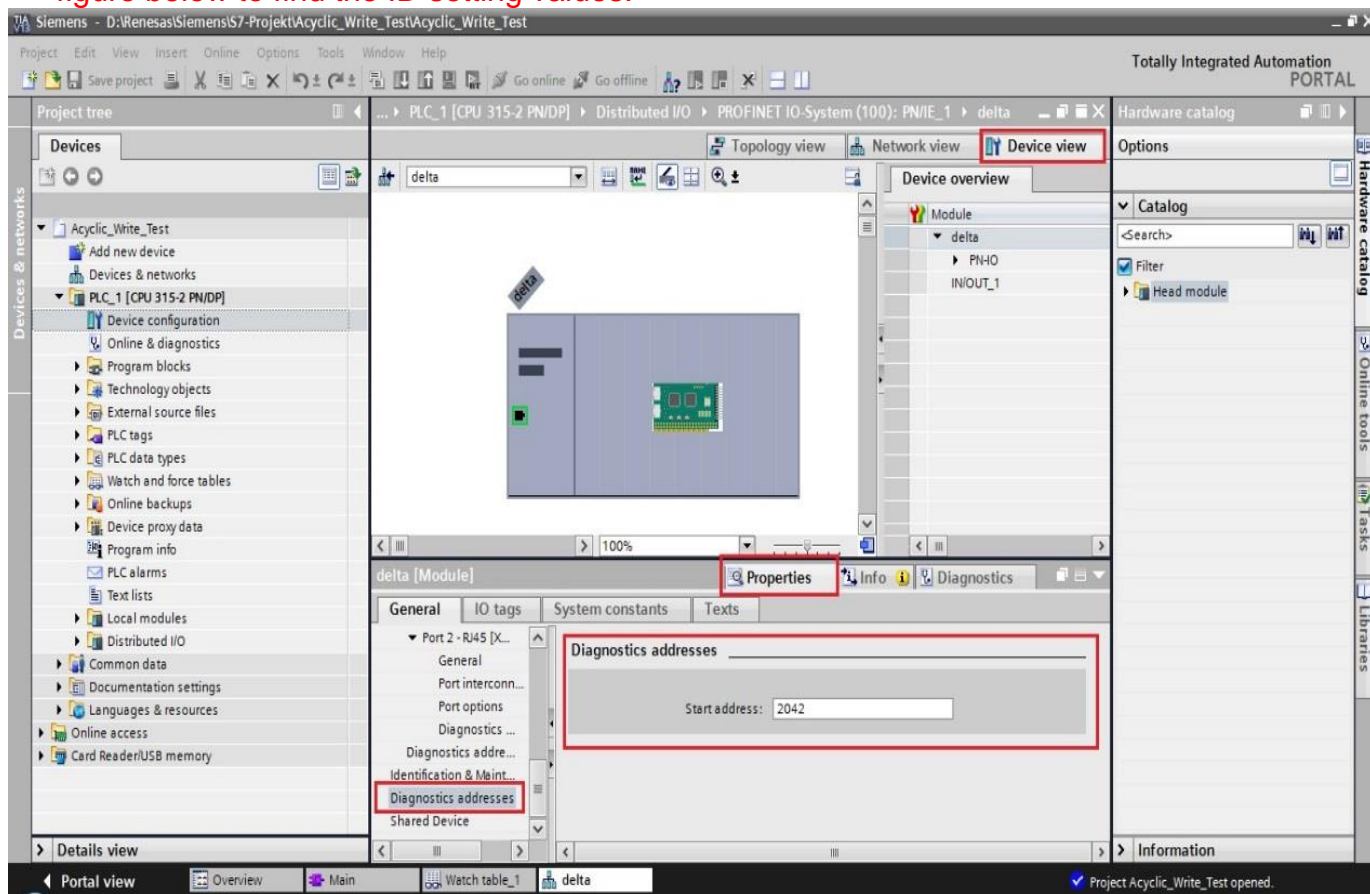 figure below to find the ID setting values.
Siemens - D:\Renesas\Siemens\S7-Projekt\Acyclic_Write_Test\Acyclic_Write_Test
Project Edit View Insert Online Options Tools Window Help
Totally Integrated Automation
PORTAL
Save project Go online Go offline
Project tree
... PLC_1 [CPU 315-2 PN/DP] Distributed I/O PROFINET IO-System (100): PN/IE_1 delta
Hardware catalog
Devices
Topology view Network view Device view
Options
delta
Device overview
Module
Catalog
Acyclic_Write_Test
delta
<Search>
Add new device
PN-IO
Filter
Devices & networks
IN/OUT_1
Head module
PLC_1 [CPU 315-2 PN/DP]
delta
Device configuration
Online & diagnostics
Program blocks
Technology objects
External source files
PLC tags
PLC data types
Watch and force tables
Online backups
Device proxy data
Program info
100%
PLC alarms
delta [Module]
Properties Info Diagnostics
Text lists
General IO tags System constants Texts
Local modules
Distributed I/O
Port 2 - RJ45 [X...
Diagnostics addresses
Common data
General
Documentation settings
Port interconn...
Languages & resources
Port options
Start address: 2042
Online access
Diagnostics ...
Card Reader/USB memory
Diagnostics addre...
Identification & Maint...
Diagnostics addresses
Shared Device
Details view
Information
Portal view Overview Main Watch table_1 delta
Project Acyclic_Write_Test opened.
Devices & networks
Hardware catalog
Online tools
Tasks
Libraries